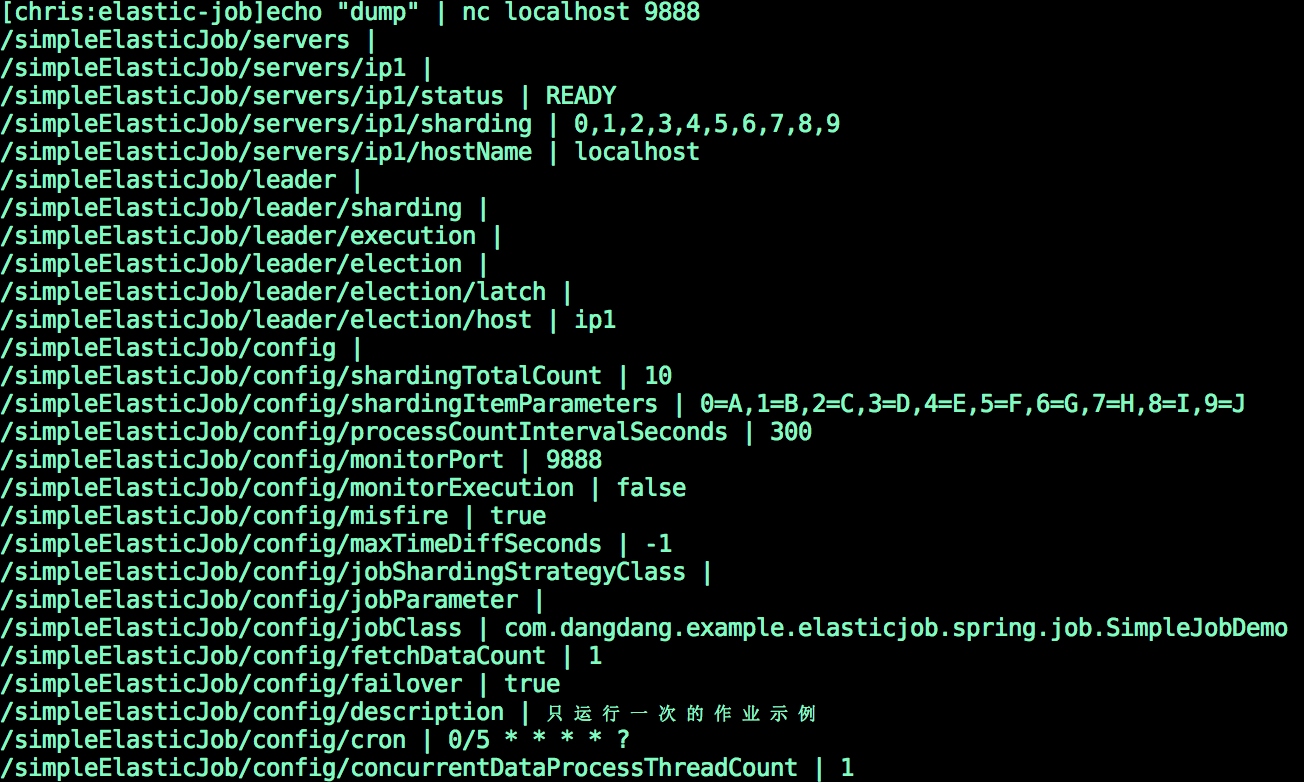 [chris:elastic-job]echo "dump" | nc localhost 9888
/simpleElasticJob/servers |
/simpleElasticJob/servers/ip1 |
/simpleElasticJob/servers/ip1/status | READY
/simpleElasticJob/servers/ip1/sharding | 0,1,2,3,4,5,6,7,8,9
/simpleElasticJob/servers/ip1/hostName | localhost
/simpleElasticJob/leader |
/simpleElasticJob/leader/sharding |
/simpleElasticJob/leader/execution |
/simpleElasticJob/leader/election |
/simpleElasticJob/leader/election/latch |
/simpleElasticJob/leader/election/host | ip1
/simpleElasticJob/config |
/simpleElasticJob/config/shardingTotalCount | 10
/simpleElasticJob/config/shardingItemParameters | 0=A,1=B,2=C,3=D,4=E,5=F,6=G,7=H,8=I,9=J
/simpleElasticJob/config/processCountIntervalSeconds | 300
/simpleElasticJob/config/monitorPort | 9888
/simpleElasticJob/config/monitorExecution | false
/simpleElasticJob/config/misfire | true
/simpleElasticJob/config/maxTimeDiffSeconds | -1
/simpleElasticJob/config/jobShardingStrategyClass |
/simpleElasticJob/config/jobParameter |
/simpleElasticJob/config/jobClass | com.dangdang.example.elasticjob.spring.job.SimpleJobDemo
/simpleElasticJob/config/fetchDataCount | 1
/simpleElasticJob/config/failover | true
/simpleElasticJob/config/description | 只运行一次的作业示例
/simpleElasticJob/config/cron | 0/5 * * * * ?
/simpleElasticJob/config/concurrentDataProcessThreadCount | 1